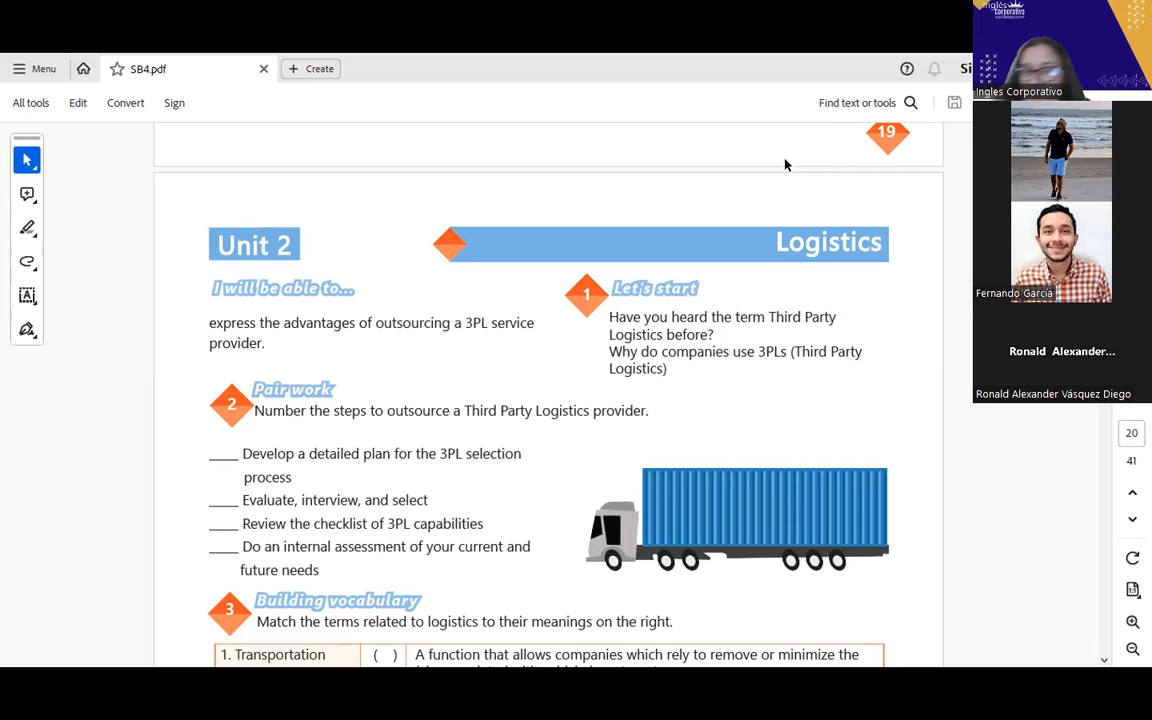 Menu
SB4.pdf
Create
Si
All tools
Edit
Convert
Sign
Find text or tools
19
Unit 2
Logistics
I will be able to...
express the advantages of outsourcing a 3PL service
provider.
1
Let's start
Have you heard the term Third Party
Logistics before?
Why do companies use 3PLs (Third Party
Logistics)
2
Pair work
Number the steps to outsource a Third Party Logistics provider.
____ Develop a detailed plan for the 3PL selection
process
____ Evaluate, interview, and select
____ Review the checklist of 3PL capabilities
____ Do an internal assessment of your current and
future needs
3
Building vocabulary
Match the terms related to logistics to their meanings on the right.
1. Transportation ( ) A function that allows companies which rely to remove or minimize the
Inglés
corporativo
Ingles Corporativo
Fernando García
Ronald Alexander...
Ronald Alexander Vásquez Diego
20
41